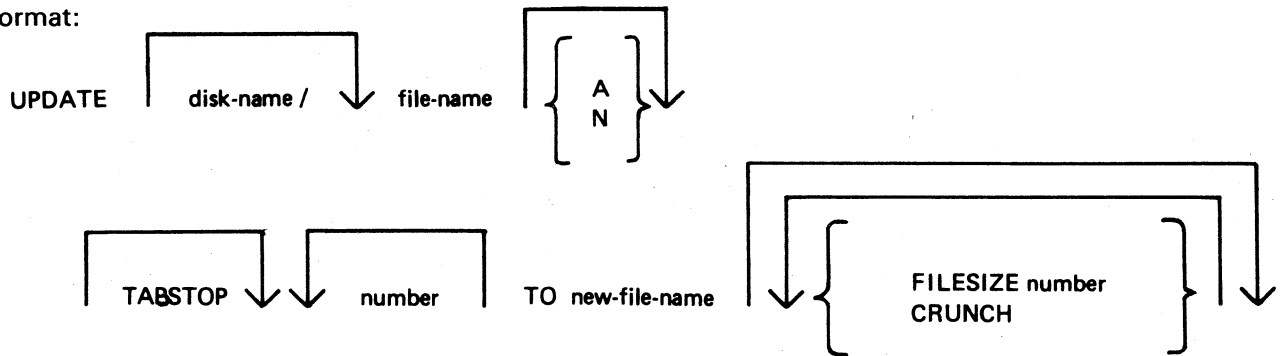 ormat:
UPDATE disk-name / file-name { A
N }
TABSTOP number TO new-file-name { FILESIZE number
CRUNCH }